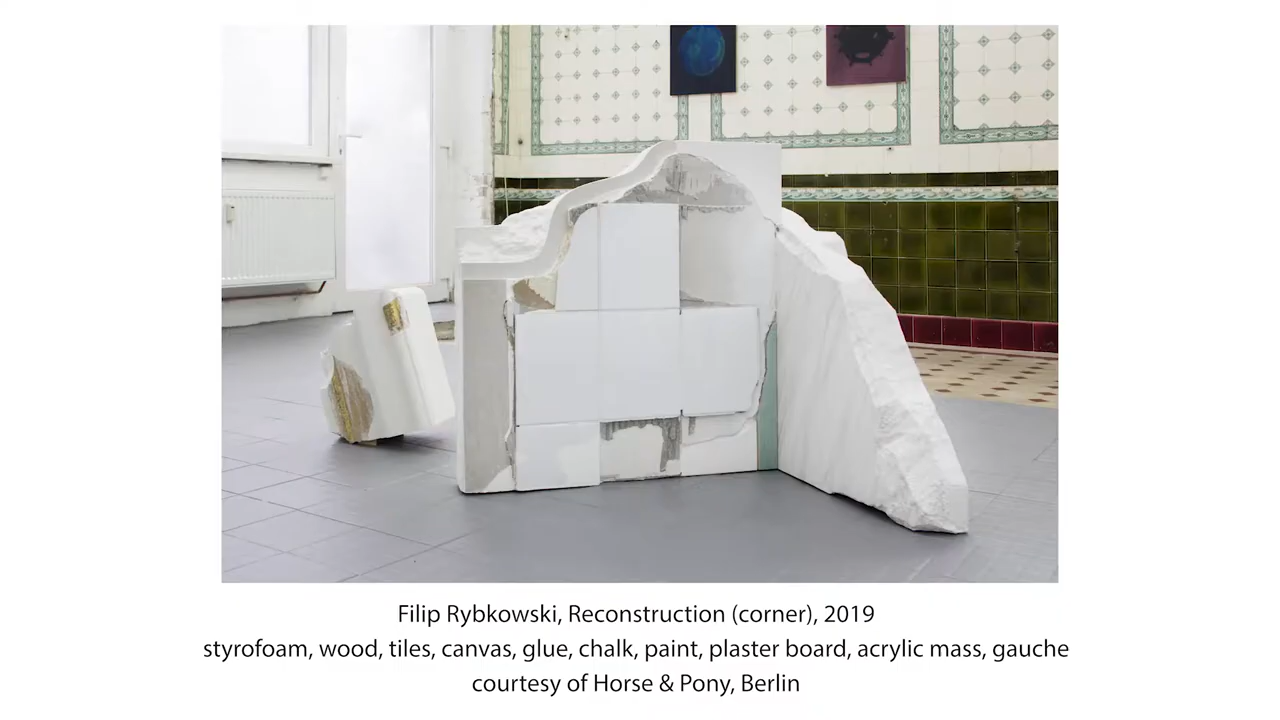 Filip Rybkowski, Reconstruction (corner), 2019
styrofoam, wood, tiles, canvas, glue, chalk, paint, plaster board, acrylic mass, gauche
courtesy of Horse & Pony, Berlin